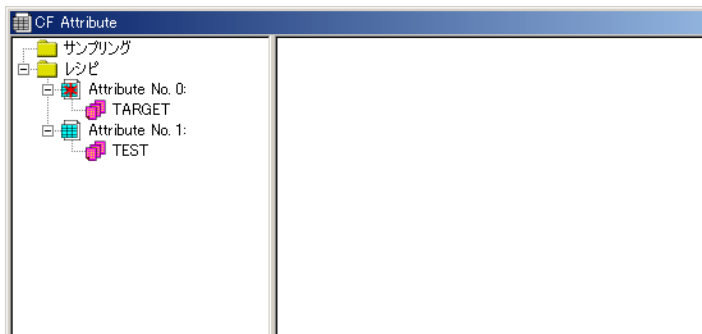 CF Attribute
サンプリング
レシピ
Attribute No. 0:
TARGET
Attribute No. 1:
TEST